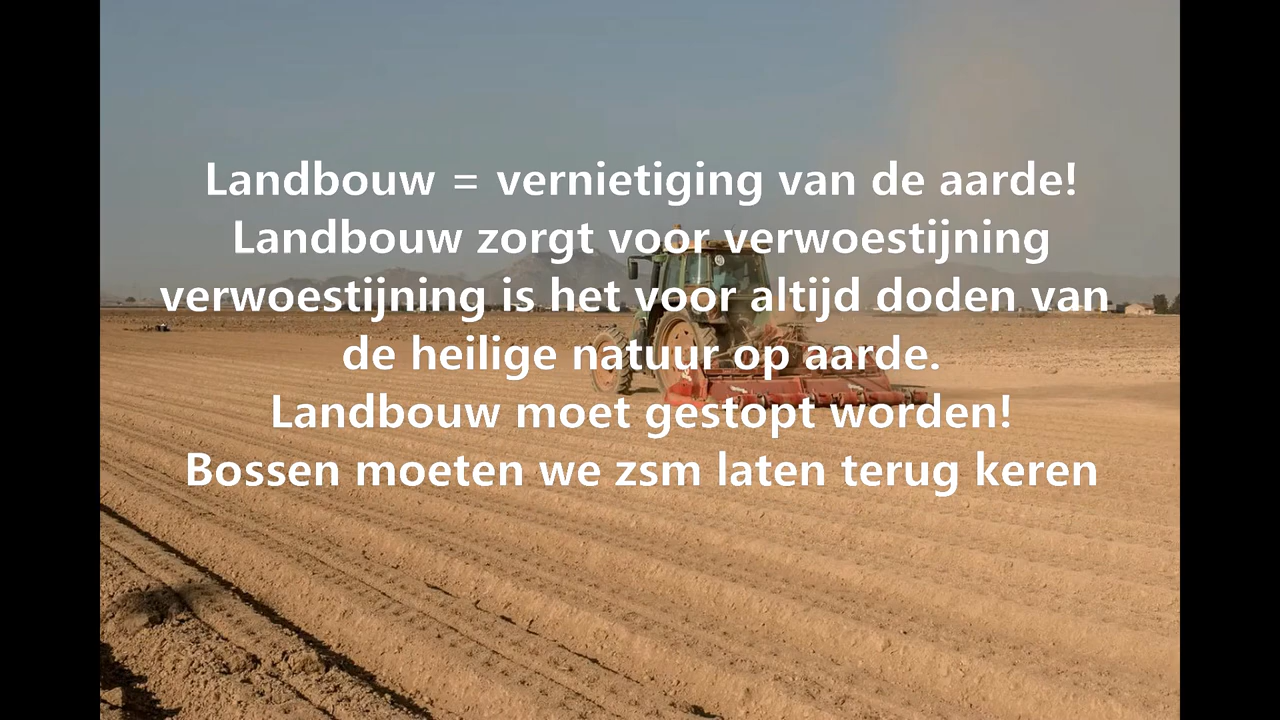 Landbouw = vernietiging van de aarde!
Landbouw zorgt voor verwoestijning
verwoestijning is het voor altijd doden van
de heilige natuur op aarde.
Landbouw moet gestopt worden!
Bossen moeten we zsm laten terug keren